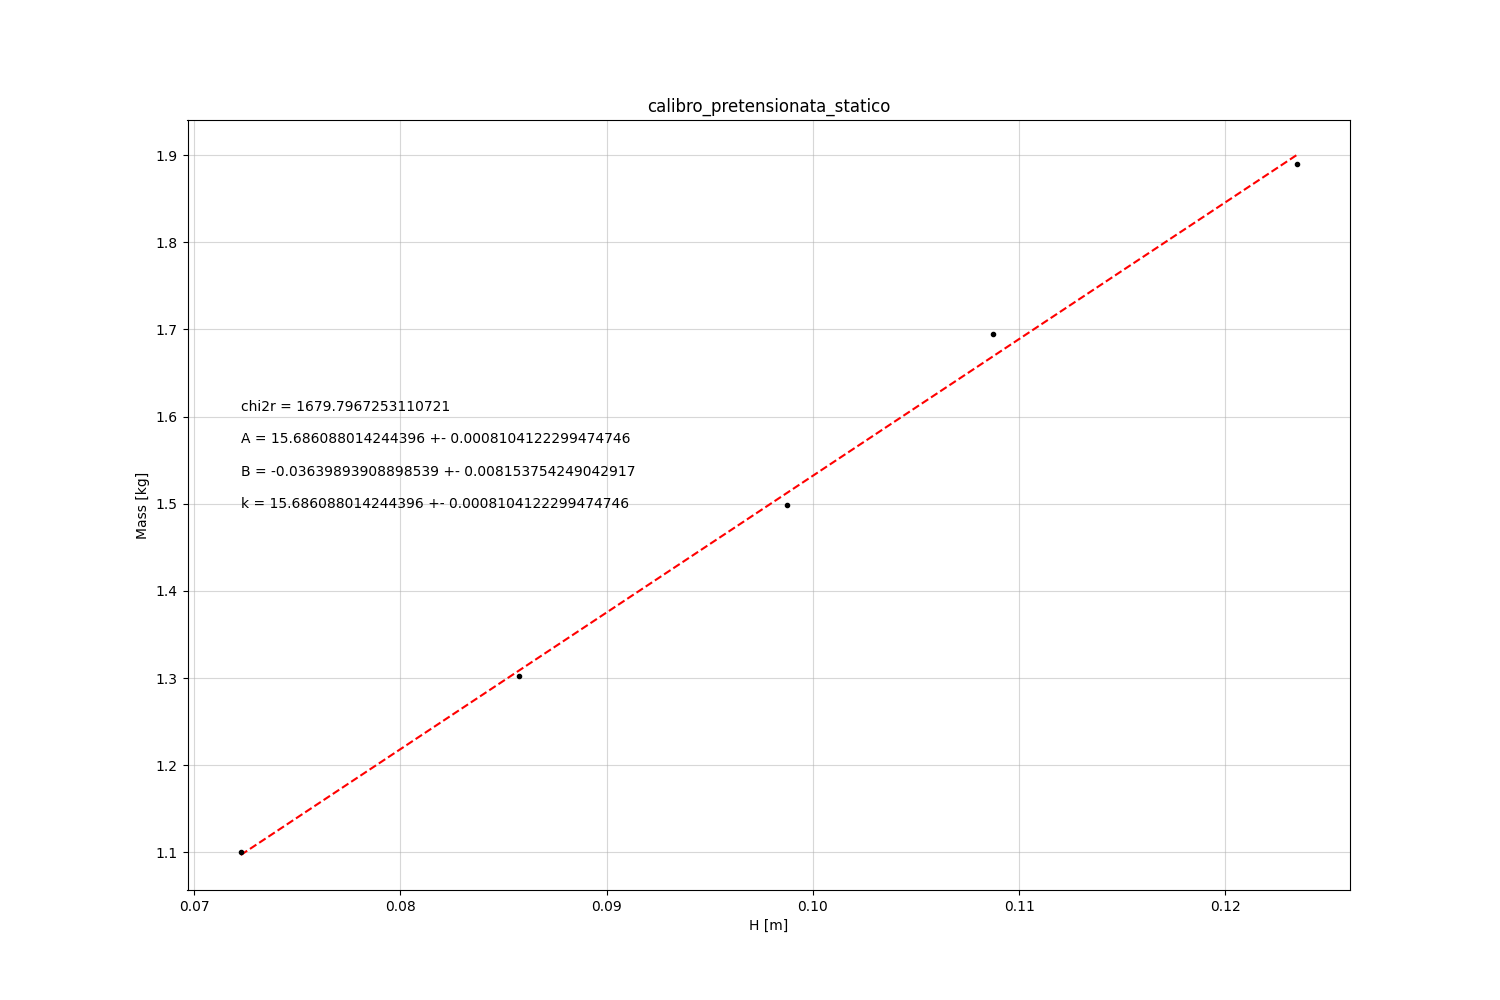 calibro_pretensionata_statico
1.9
1.8
1.7
1.6
1.5
1.4
1.3
1.2
1.1
Mass [kg]
chi2r = 1679.7967253110721
A = 15.686088014244396 +- 0.0008104122299474746
B = -0.03639893908898539 +- 0.008153754249042917
k = 15.686088014244396 +- 0.0008104122299474746
0.07 0.08 0.09 0.10 0.11 0.12
H [m]